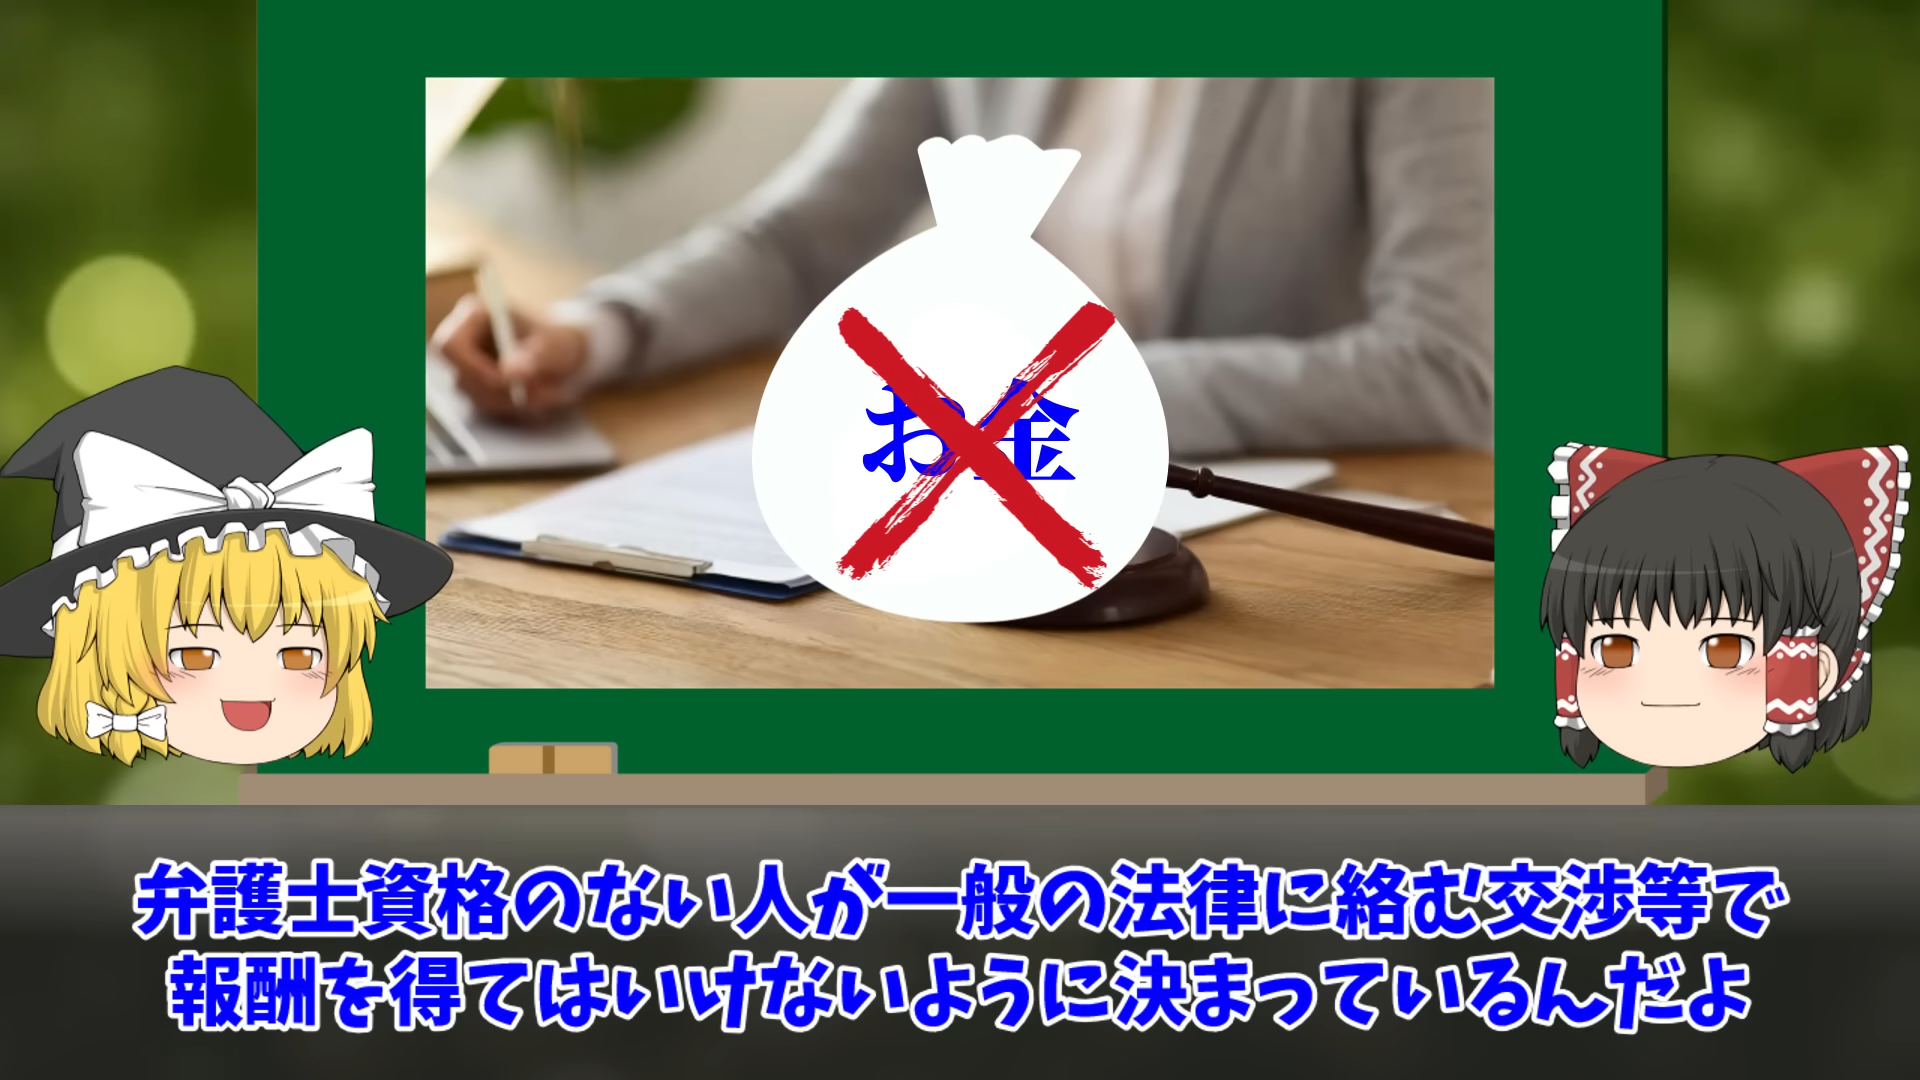 お金
弁護士資格のない人が一般の法律に絡む交渉等で
報酬を得てはいけないように決まっているんだよ